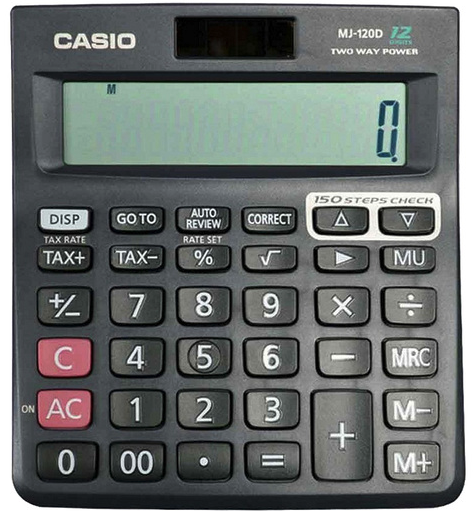 CASIO
MJ-120D 12 DIGITS
TWO WAY POWER
M
0.
150 STEPS CHECK
DISP GO TO AUTO REVIEW CORRECT △ ▽
TAX RATE RATE SET
TAX+ TAX− % √ ▶ MU
+/− 7 8 9 × ÷
C 4 5 6 − MRC
ON AC 1 2 3 + M−
0 00 · = M+